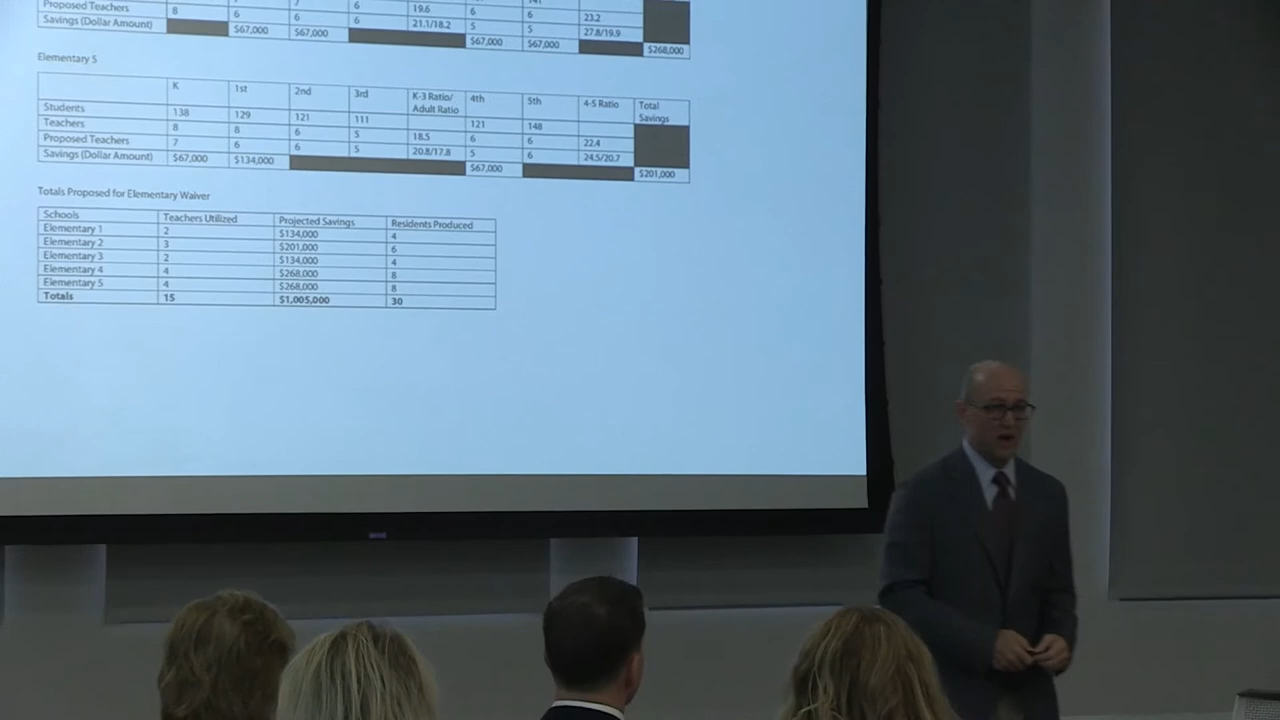 Proposed Teachers 8 6 6 6 19.6 6 6 23.2
Savings (Dollar Amount) $67,000 $67,000 21.1/18.2 5 5 27.8/19.9
$67,000 $67,000 $268,000
Elementary 5
K 1st 2nd 3rd K-3 Ratio/ Adult Ratio 4th 5th 4-5 Ratio Total Savings
Students 138 129 121 111 121 148
Teachers 8 8 6 5 18.5 6 6 22.4
Proposed Teachers 7 6 6 5 20.8/17.8 5 6 24.5/20.7
Savings (Dollar Amount) $67,000 $134,000 $67,000 $201,000
Totals Proposed for Elementary Waiver
Schools Teachers Utilized Projected Savings Residents Produced
Elementary 1 2 $134,000 4
Elementary 2 3 $201,000 6
Elementary 3 2 $134,000 4
Elementary 4 4 $268,000 8
Elementary 5 4 $268,000 8
Totals 15 $1,005,000 30